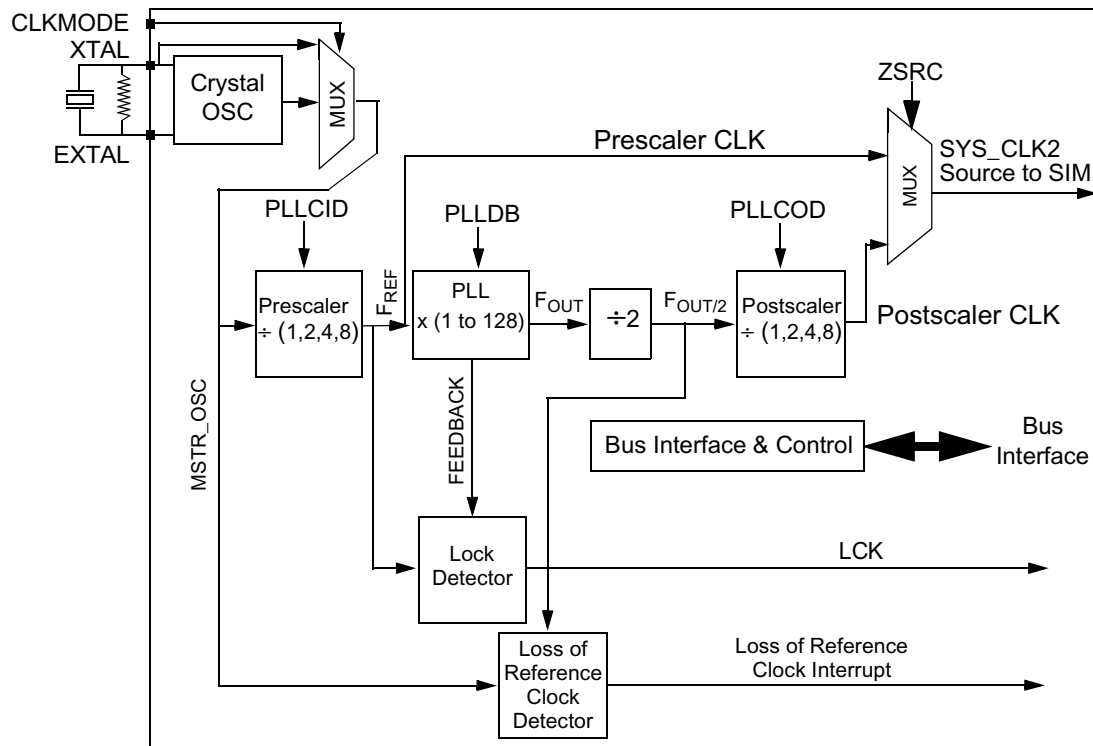 CLKMODE
XTAL
EXTAL
Crystal
OSC
MUX
ZSRC
Prescaler CLK
MUX
SYS_CLK2
Source to SIM
PLLCID
PLLDB
PLLCOD
Prescaler
÷ (1,2,4,8)
FREF
PLL
x (1 to 128)
FOUT
÷2
FOUT/2
Postscaler
÷ (1,2,4,8)
Postscaler CLK
MSTR_OSC
FEEDBACK
Bus Interface & Control
Bus
Interface
Lock
Detector
LCK
Loss of
Reference
Clock
Detector
Loss of Reference
Clock Interrupt